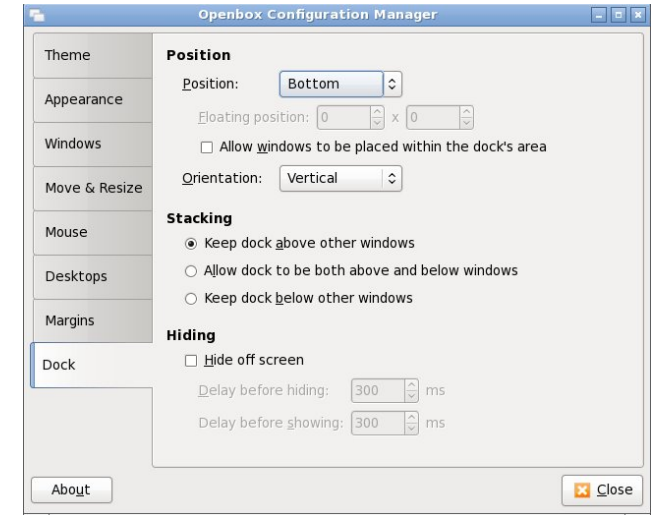 Openbox Configuration Manager
Theme
Appearance
Windows
Move & Resize
Mouse
Desktops
Margins
Dock
Position
Position: Bottom
Floating position: 0 x 0
Allow windows to be placed within the dock's area
Orientation: Vertical
Stacking
Keep dock above other windows
Allow dock to be both above and below windows
Keep dock below other windows
Hiding
Hide off screen
Delay before hiding: 300 ms
Delay before showing: 300 ms
About
Close